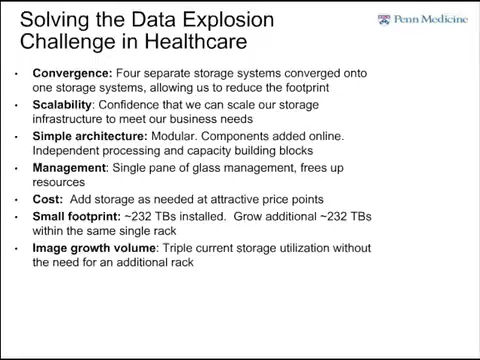 Solving the Data Explosion
Challenge in Healthcare
Penn Medicine
• Convergence: Four separate storage systems converged onto
one storage systems, allowing us to reduce the footprint
• Scalability: Confidence that we can scale our storage
infrastructure to meet our business needs
• Simple architecture: Modular. Components added online.
Independent processing and capacity building blocks
• Management: Single pane of glass management, frees up
resources
• Cost: Add storage as needed at attractive price points
• Small footprint: ~232 TBs installed. Grow additional ~232 TBs
within the same single rack
• Image growth volume: Triple current storage utilization without
the need for an additional rack